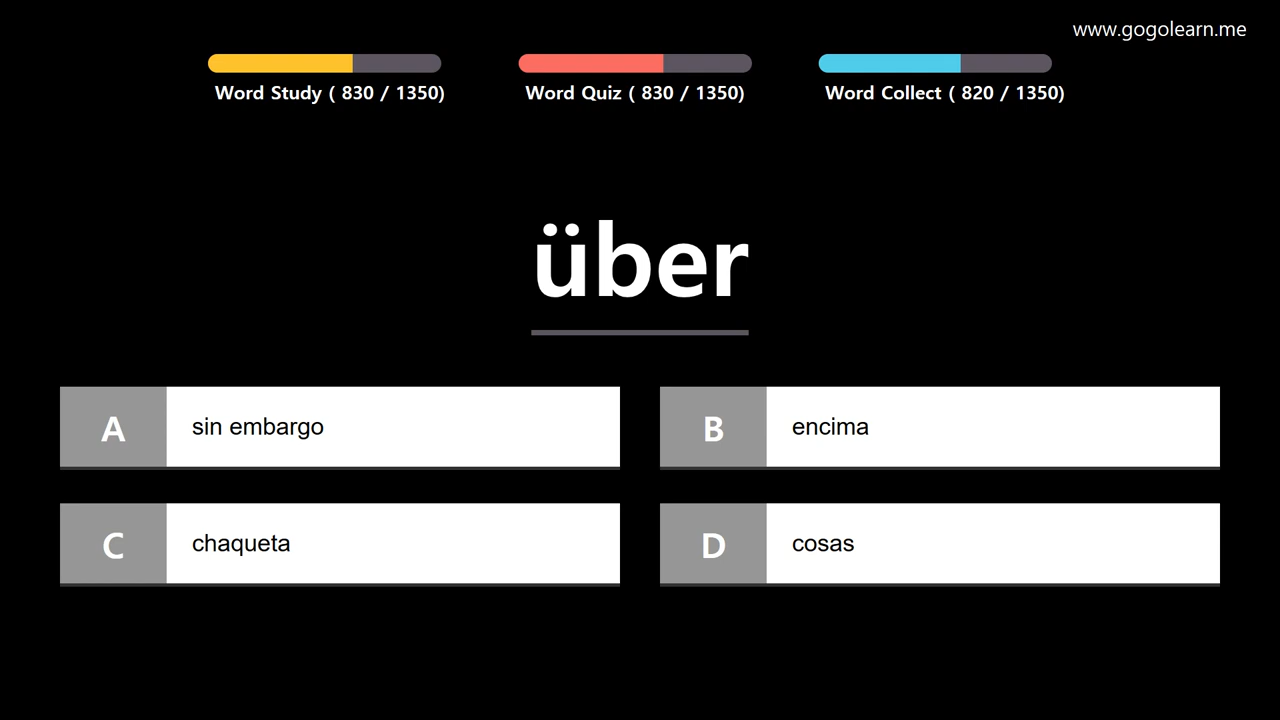 www.gogolearn.me
Word Study ( 830 / 1350)
Word Quiz ( 830 / 1350)
Word Collect ( 820 / 1350)
über
A sin embargo
B encima
C chaqueta
D cosas